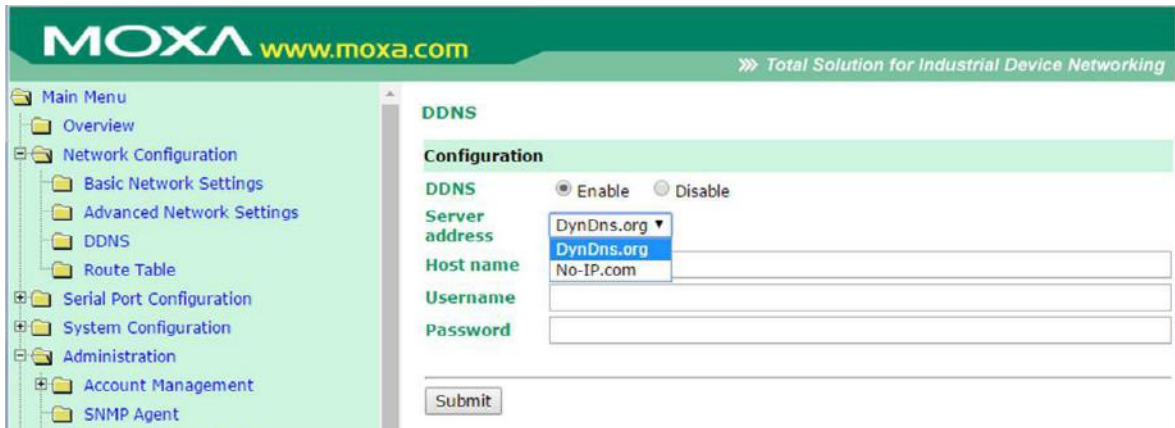 MOXA www.moxa.com
Total Solution for Industrial Device Networking
Main Menu
Overview
Network Configuration
Basic Network Settings
Advanced Network Settings
DDNS
Route Table
Serial Port Configuration
System Configuration
Administration
Account Management
SNMP Agent
DDNS
Configuration
DDNS Enable Disable
Server address DynDns.org
DynDns.org
No-IP.com
Host name
Username
Password
Submit